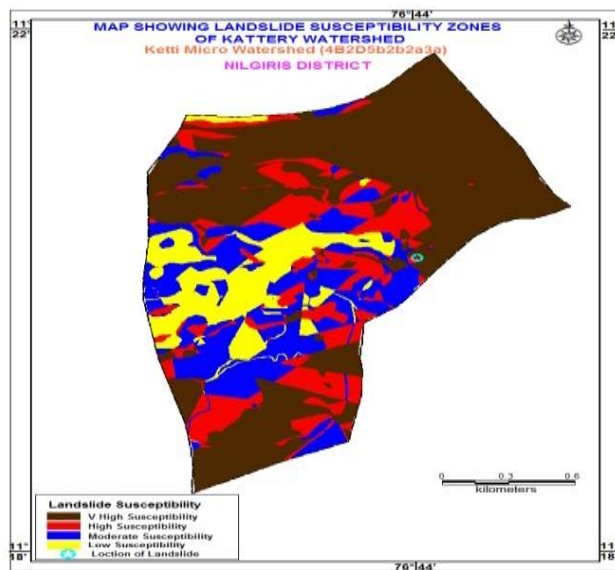 76°44'
11°
22'
11
22
MAP SHOWING LANDSLIDE SUSCEPTIBILITY ZONES
OF KATTERY WATERSHED
Ketti Micro Watershed (4B2D5b2b2a3a)
NILGIRIS DISTRICT
0 0.3 0.6
kilometers
Landslide Susceptibility
V High Susceptibility
High Susceptibility
Moderate Susceptibility
Low Susceptibility
Loction of Landslide
11°
18'
11
18
76°44'